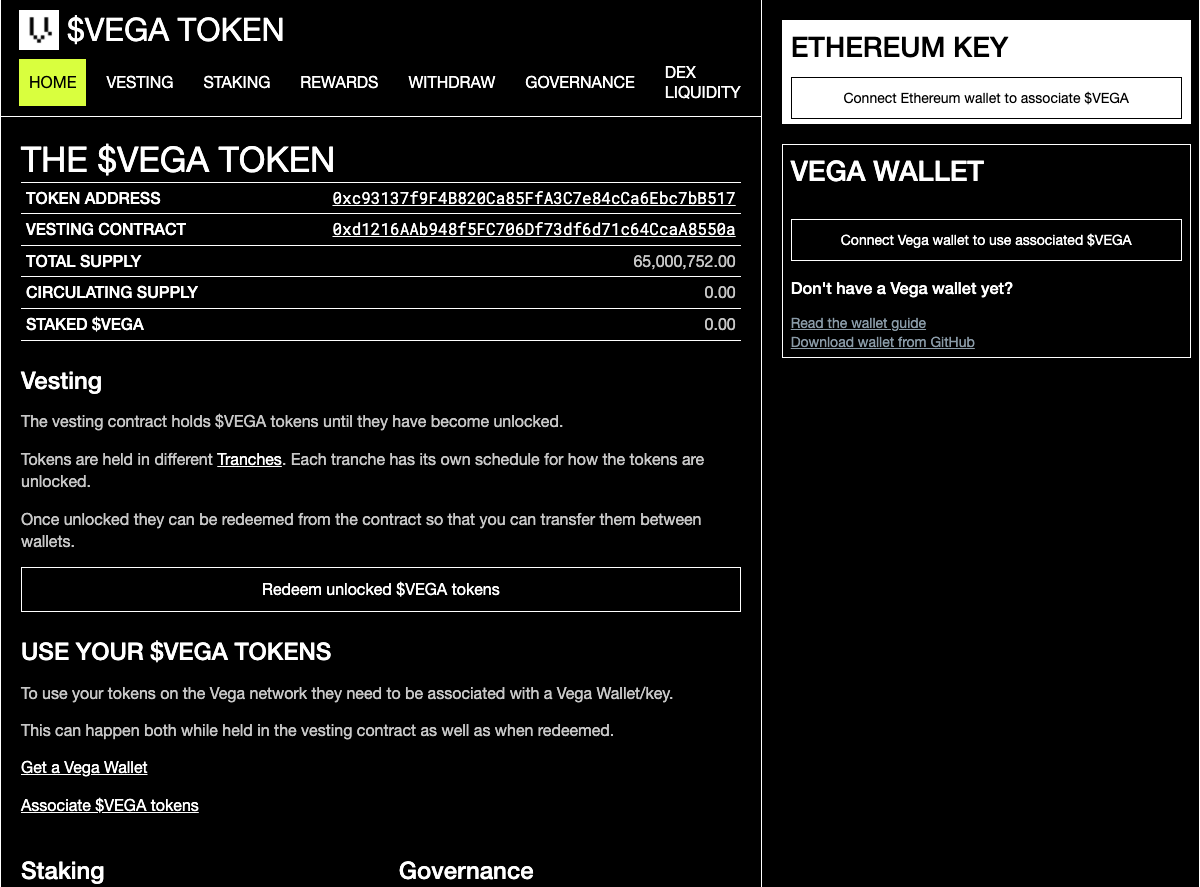 $VEGA TOKEN
HOME VESTING STAKING REWARDS WITHDRAW GOVERNANCE DEX LIQUIDITY
THE $VEGA TOKEN
TOKEN ADDRESS 0xc93137f9F4B820Ca85FfA3C7e84cCa6Ebc7bB517
VESTING CONTRACT 0xd1216AAb948f5FC706Df73df6d71c64CcaA8550a
TOTAL SUPPLY 65,000,752.00
CIRCULATING SUPPLY 0.00
STAKED $VEGA 0.00
Vesting
The vesting contract holds $VEGA tokens until they have become unlocked.
Tokens are held in different Tranches. Each tranche has its own schedule for how the tokens are
unlocked.
Once unlocked they can be redeemed from the contract so that you can transfer them between
wallets.
Redeem unlocked $VEGA tokens
USE YOUR $VEGA TOKENS
To use your tokens on the Vega network they need to be associated with a Vega Wallet/key.
This can happen both while held in the vesting contract as well as when redeemed.
Get a Vega Wallet
Associate $VEGA tokens
Staking
Governance
ETHEREUM KEY
Connect Ethereum wallet to associate $VEGA
VEGA WALLET
Connect Vega wallet to use associated $VEGA
Don't have a Vega wallet yet?
Read the wallet guide
Download wallet from GitHub